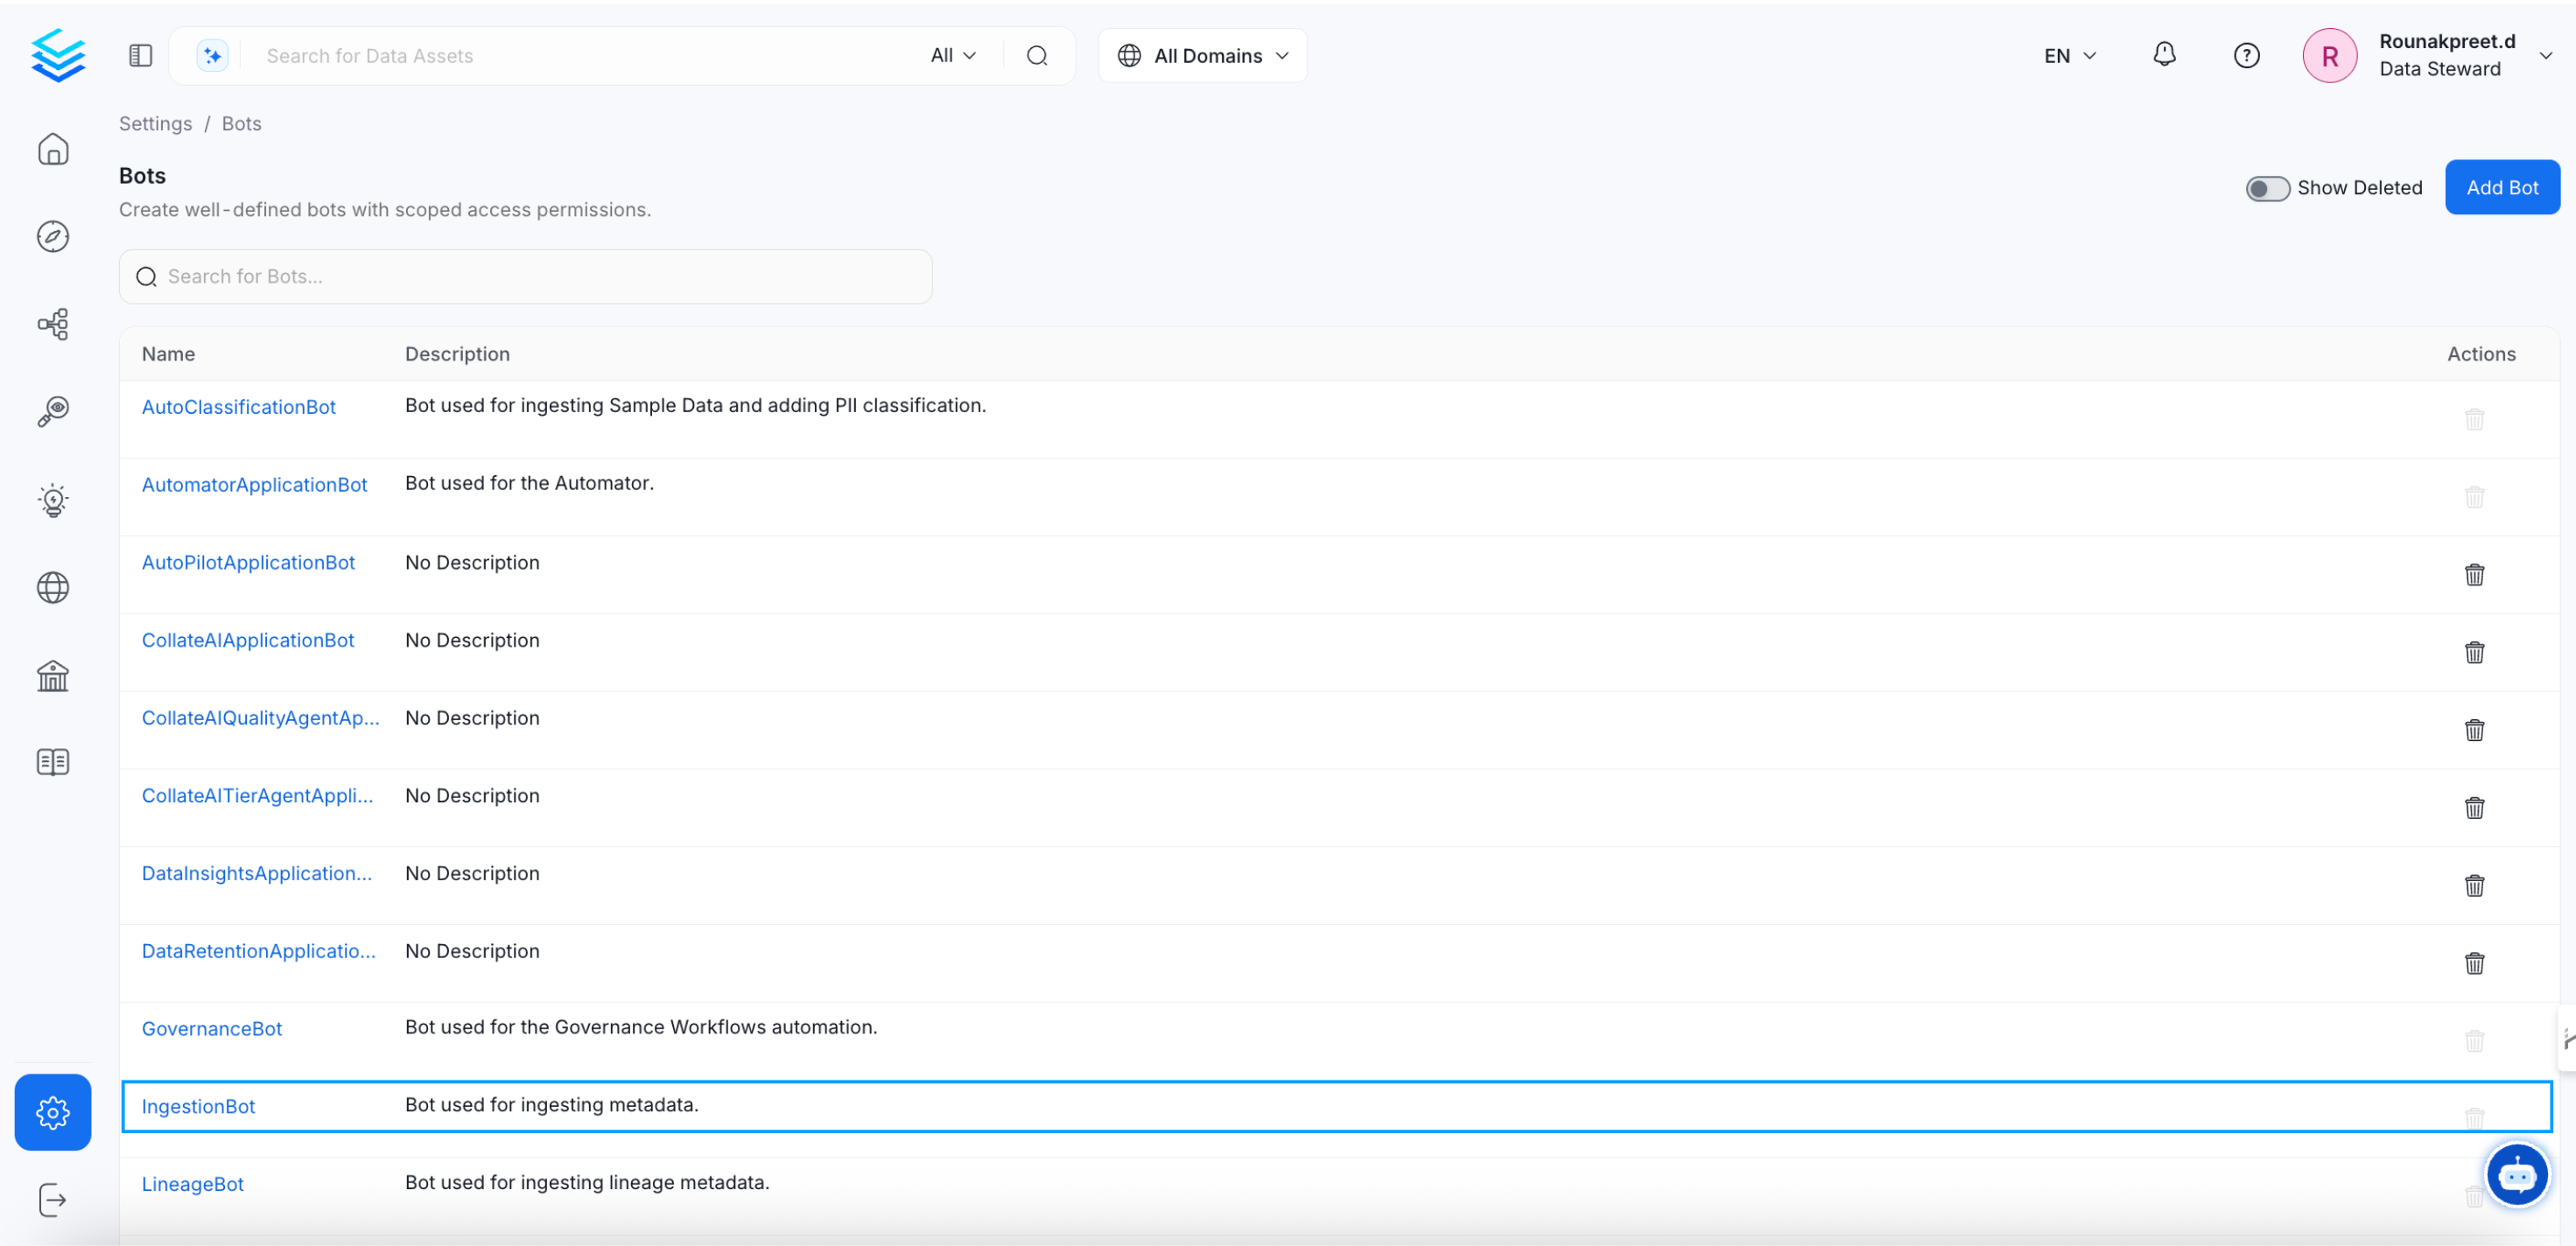 Search for Data Assets
All
All Domains
EN
R
Rounakpreet.d
Data Steward
Settings / Bots
Bots
Create well-defined bots with scoped access permissions.
Show Deleted
Add Bot
Search for Bots...
Name Description Actions
AutoClassificationBot Bot used for ingesting Sample Data and adding PII classification.
AutomatorApplicationBot Bot used for the Automator.
AutoPilotApplicationBot No Description
CollateAIApplicationBot No Description
CollateAIQualityAgentAp... No Description
CollateAITierAgentAppli... No Description
DataInsightsApplication... No Description
DataRetentionApplicatio... No Description
GovernanceBot Bot used for the Governance Workflows automation.
IngestionBot Bot used for ingesting metadata.
LineageBot Bot used for ingesting lineage metadata.